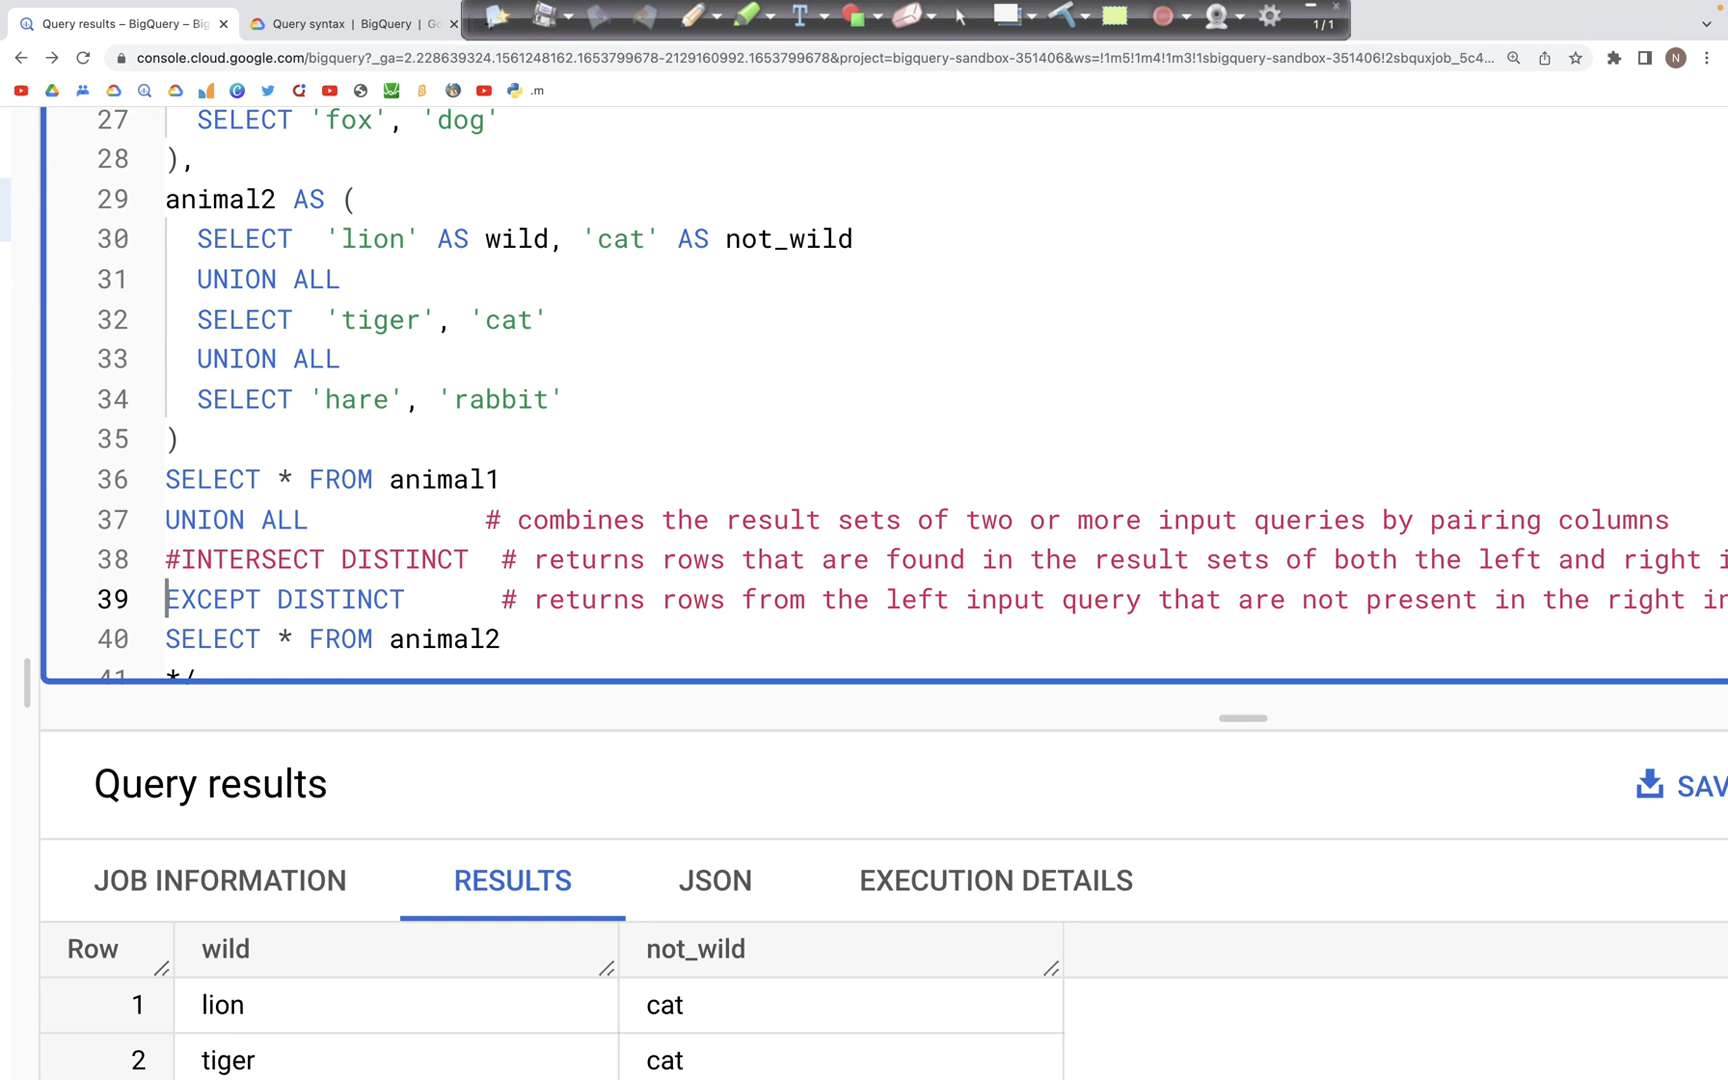 Query results – BigQuery – Big
Query syntax | BigQuery | Go
1/1
console.cloud.google.com/bigquery?_ga=2.228639324.1561248162.1653799678-2129160992.1653799678&project=bigquery-sandbox-351406&ws=!1m5!1m4!1m3!1sbigquery-sandbox-351406!2sbquxjob_5c4...
N
.m
27 SELECT 'fox', 'dog'
28 ),
29 animal2 AS (
30 SELECT 'lion' AS wild, 'cat' AS not_wild
31 UNION ALL
32 SELECT 'tiger', 'cat'
33 UNION ALL
34 SELECT 'hare', 'rabbit'
35 )
36 SELECT * FROM animal1
37 UNION ALL # combines the result sets of two or more input queries by pairing columns
38 #INTERSECT DISTINCT # returns rows that are found in the result sets of both the left and right i
39 EXCEPT DISTINCT # returns rows from the left input query that are not present in the right in
40 SELECT * FROM animal2
41 */
Query results
SAV
JOB INFORMATION RESULTS JSON EXECUTION DETAILS
Row wild not_wild
1 lion cat
2 tiger cat